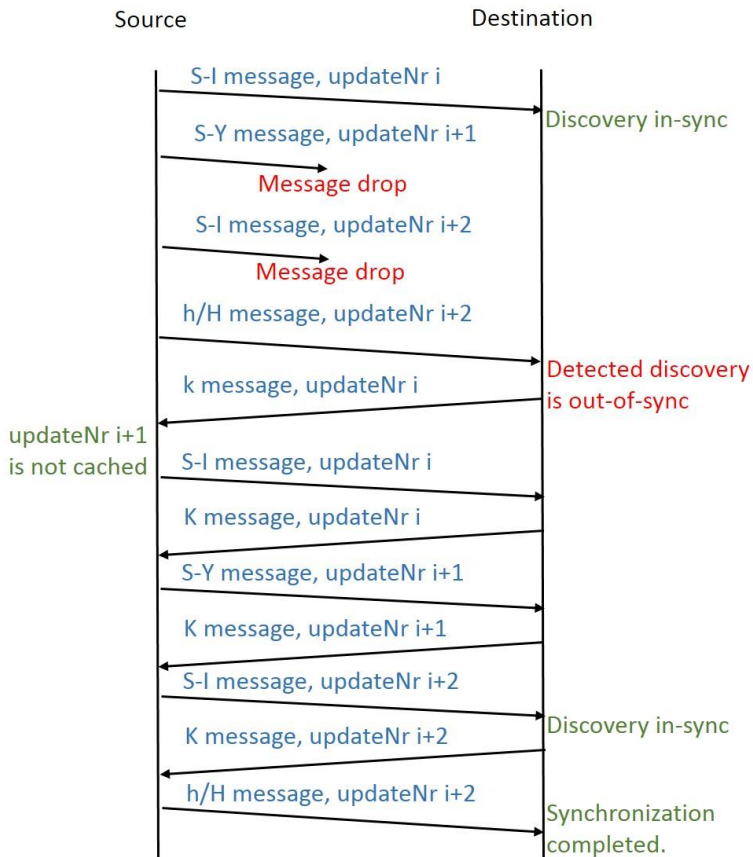 Source
Destination
S-I message, updateNr i
Discovery in-sync
S-Y message, updateNr i+1
Message drop
S-I message, updateNr i+2
Message drop
h/H message, updateNr i+2
Detected discovery
is out-of-sync
k message, updateNr i
updateNr i+1
is not cached
S-I message, updateNr i
K message, updateNr i
S-Y message, updateNr i+1
K message, updateNr i+1
S-I message, updateNr i+2
Discovery in-sync
K message, updateNr i+2
h/H message, updateNr i+2
Synchronization
completed.